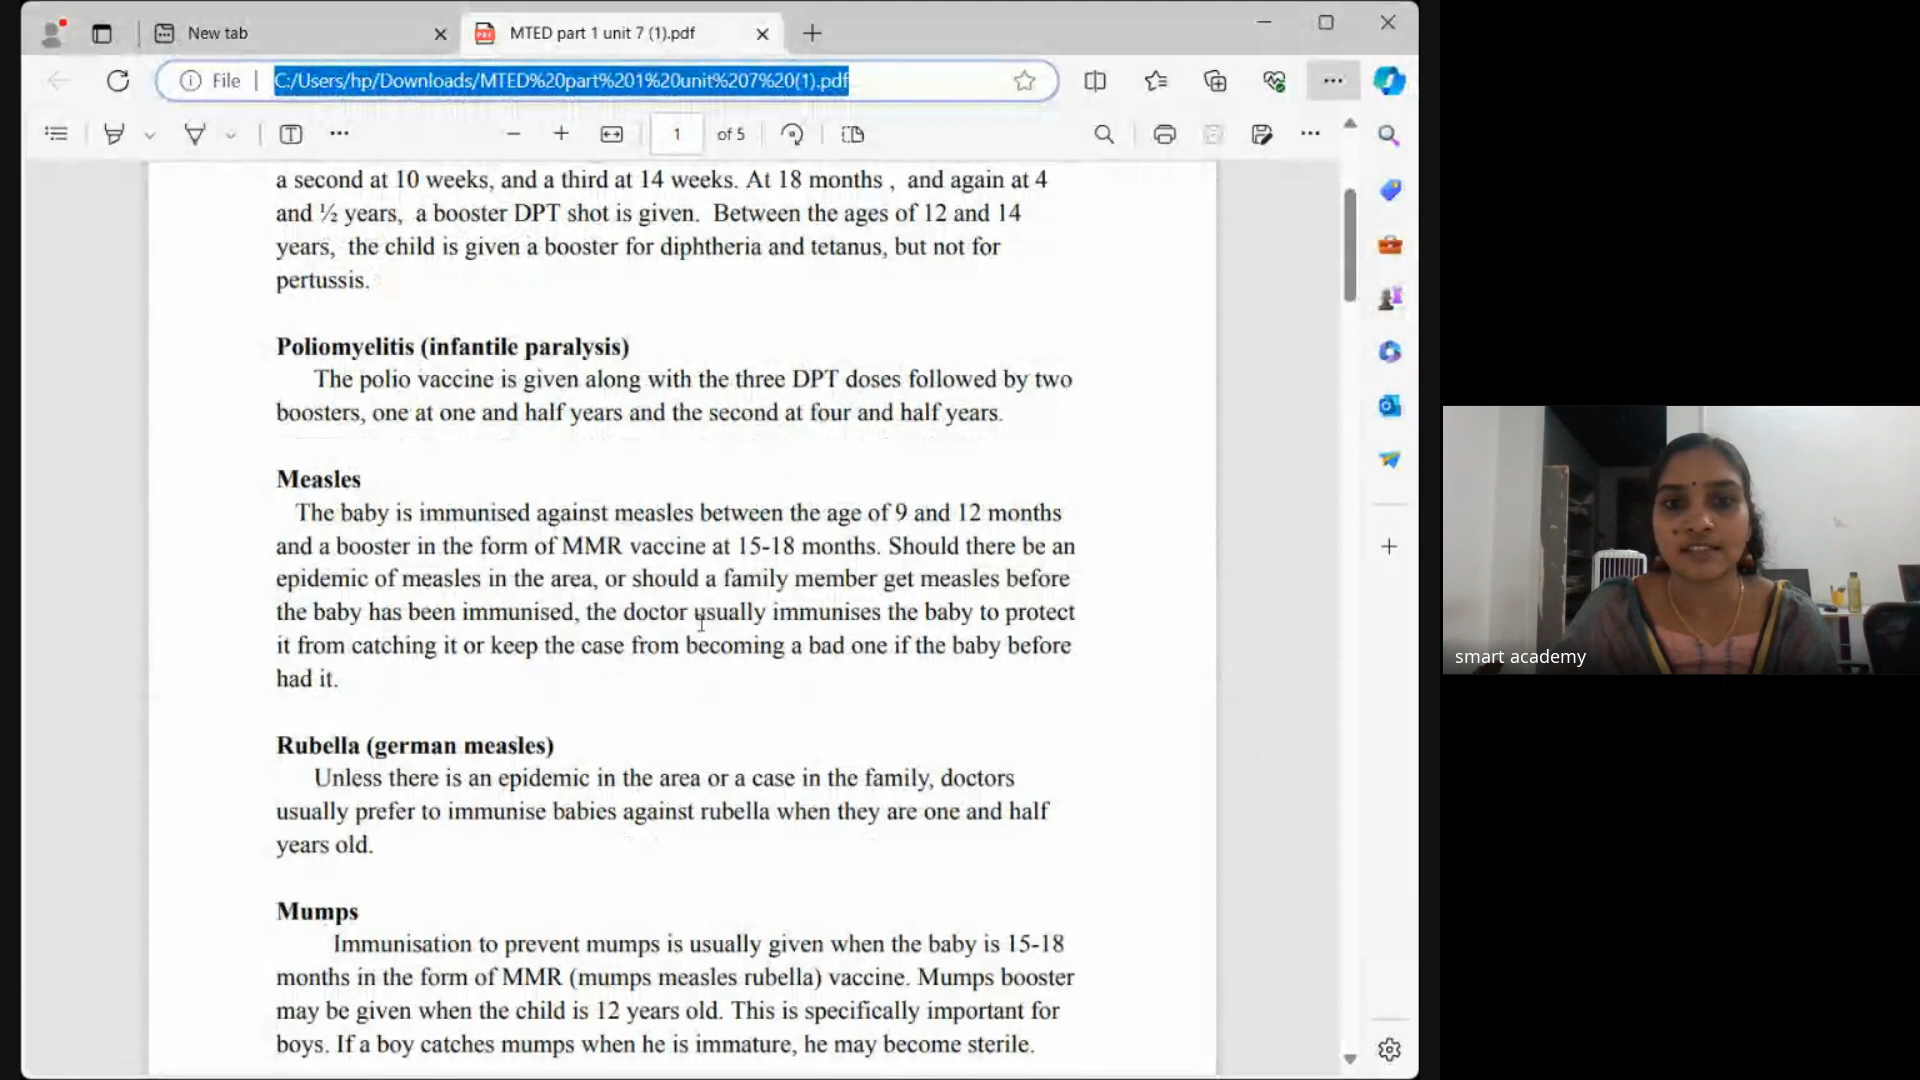 New tab
MTED part 1 unit 7 (1).pdf
File
C:/Users/hp/Downloads/MTED%20part%201%20unit%207%20(1).pdf
1 of 5
a second at 10 weeks, and a third at 14 weeks. At 18 months , and again at 4
and ½ years, a booster DPT shot is given. Between the ages of 12 and 14
years, the child is given a booster for diphtheria and tetanus, but not for
pertussis.
Poliomyelitis (infantile paralysis)
The polio vaccine is given along with the three DPT doses followed by two
boosters, one at one and half years and the second at four and half years.
Measles
The baby is immunised against measles between the age of 9 and 12 months
and a booster in the form of MMR vaccine at 15-18 months. Should there be an
epidemic of measles in the area, or should a family member get measles before
the baby has been immunised, the doctor usually immunises the baby to protect
it from catching it or keep the case from becoming a bad one if the baby before
had it.
Rubella (german measles)
Unless there is an epidemic in the area or a case in the family, doctors
usually prefer to immunise babies against rubella when they are one and half
years old.
Mumps
Immunisation to prevent mumps is usually given when the baby is 15-18
months in the form of MMR (mumps measles rubella) vaccine. Mumps booster
may be given when the child is 12 years old. This is specifically important for
boys. If a boy catches mumps when he is immature, he may become sterile.
smart academy